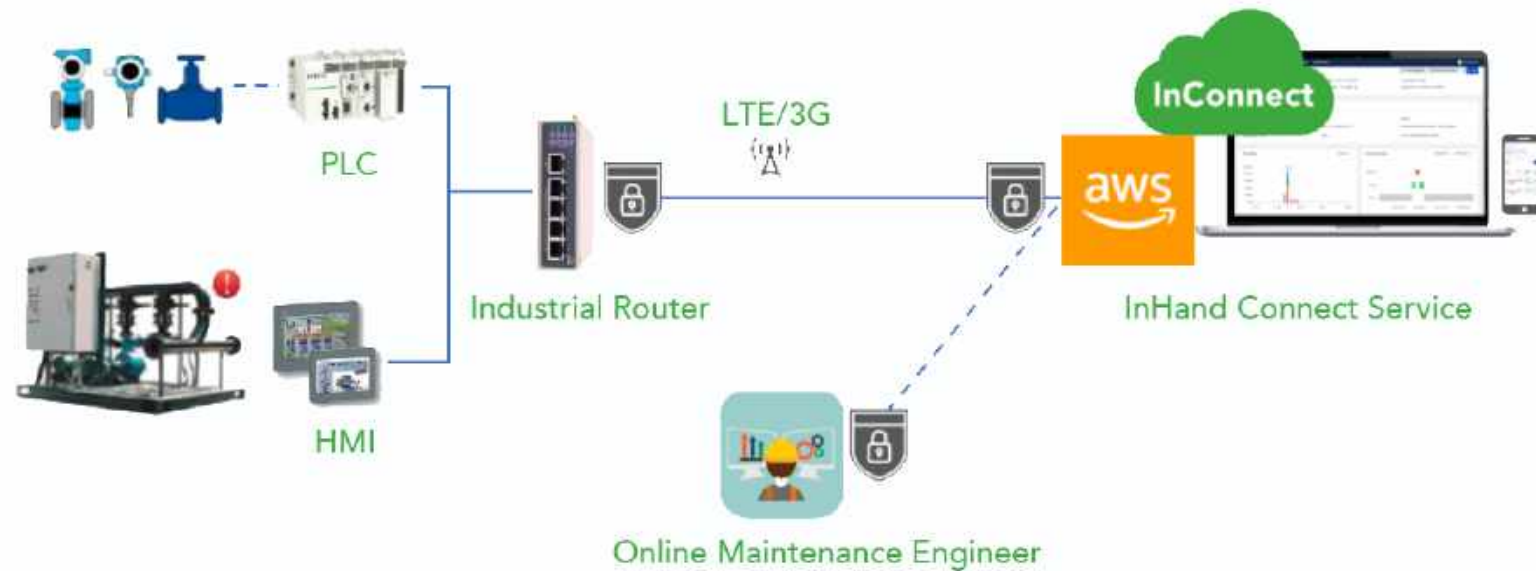 InConnect
LTE/3G
aws
PLC
Industrial Router
InHand Connect Service
HMI
Online Maintenance Engineer